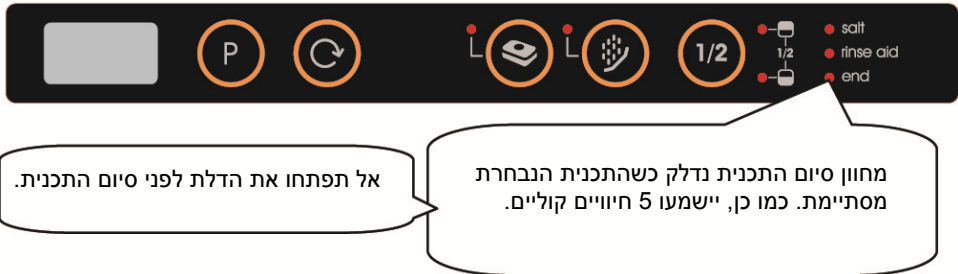 P
1/2
1/2
salt
rinse aid
end
מחוון סיום התכנית נדלק כשהתכנית הנבחרת
מסתיימת. כמו כן, יישמעו 5 חיוויים קוליים.
אל תפתחו את הדלת לפני סיום התכנית.